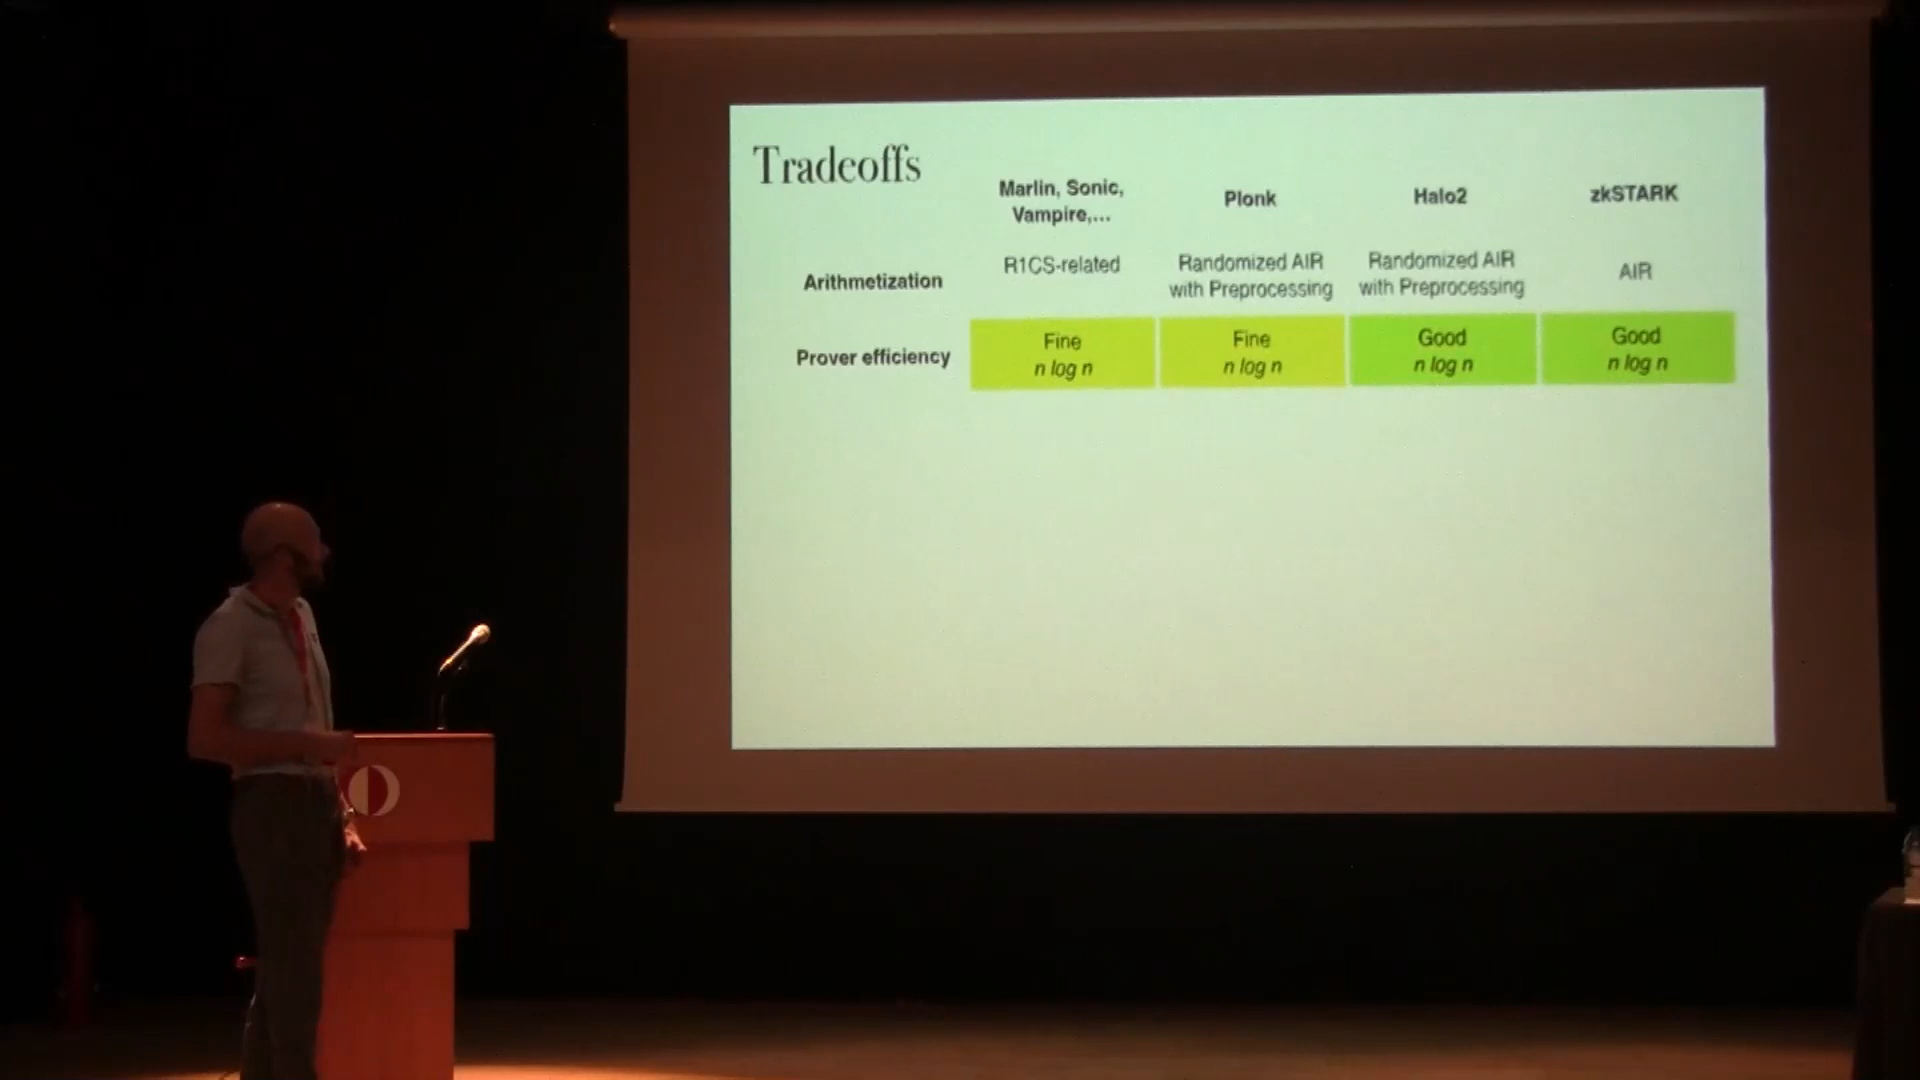 Tradeoffs
Marlin, Sonic,
Vampire,...
Plonk
Halo2
zkSTARK
Arithmetization
R1CS-related
Randomized AIR
with Preprocessing
Randomized AIR
with Preprocessing
AIR
Prover efficiency
Fine
n log n
Fine
n log n
Good
n log n
Good
n log n